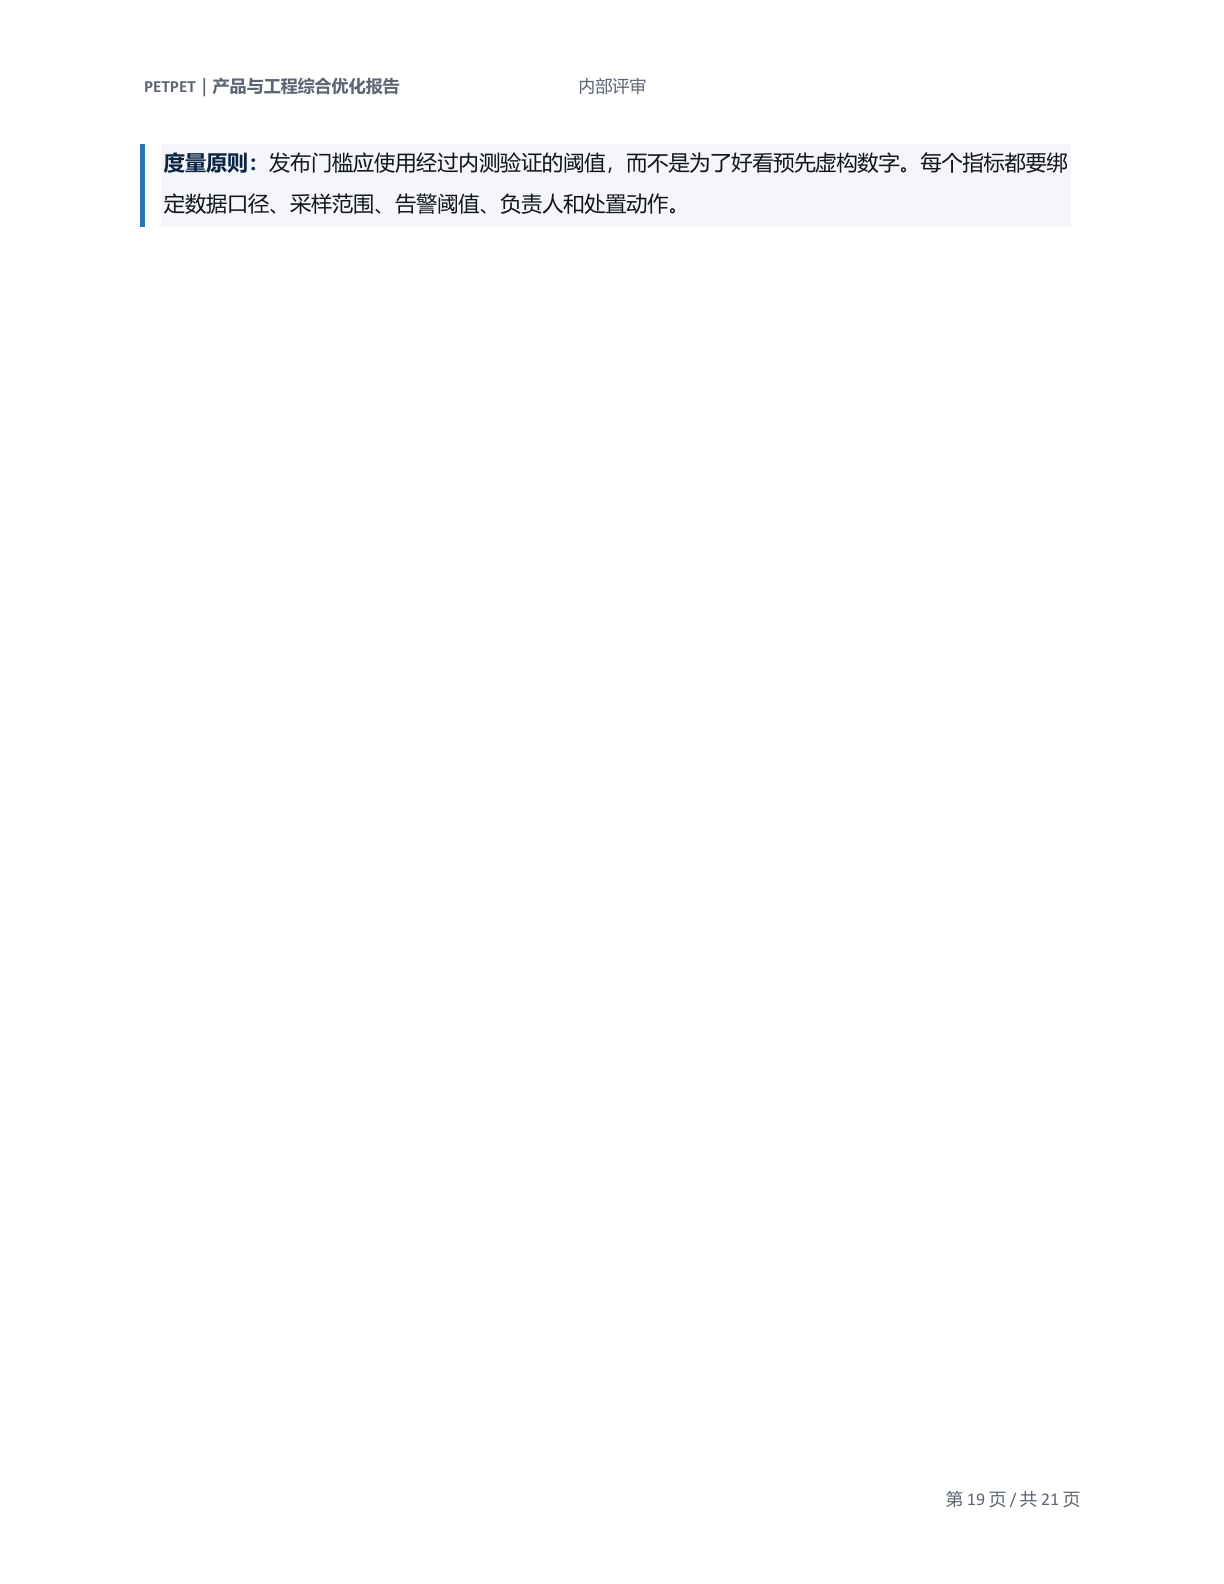 PETPET｜产品与工程综合优化报告 内部评审
度量原则：发布门槛应使用经过内测验证的阈值，而不是为了好看预先虚构数字。每个指标都要绑
定数据口径、采样范围、告警阈值、负责人和处置动作。
第 19 页 / 共 21 页